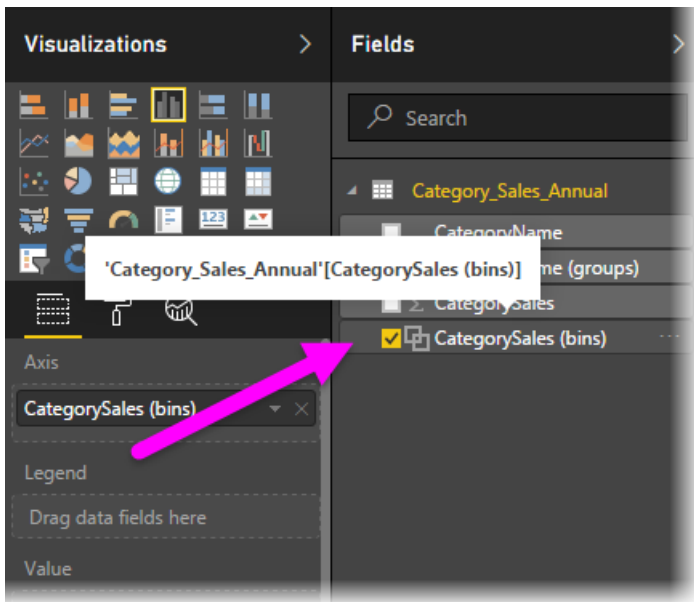 Visualizations
Fields
Search
123
Category_Sales_Annual
CategoryName
'Category_Sales_Annual'[CategorySales (bins)]
me (groups)
Σ CategorySales
CategorySales (bins)
Axis
CategorySales (bins)
Legend
Drag data fields here
Value